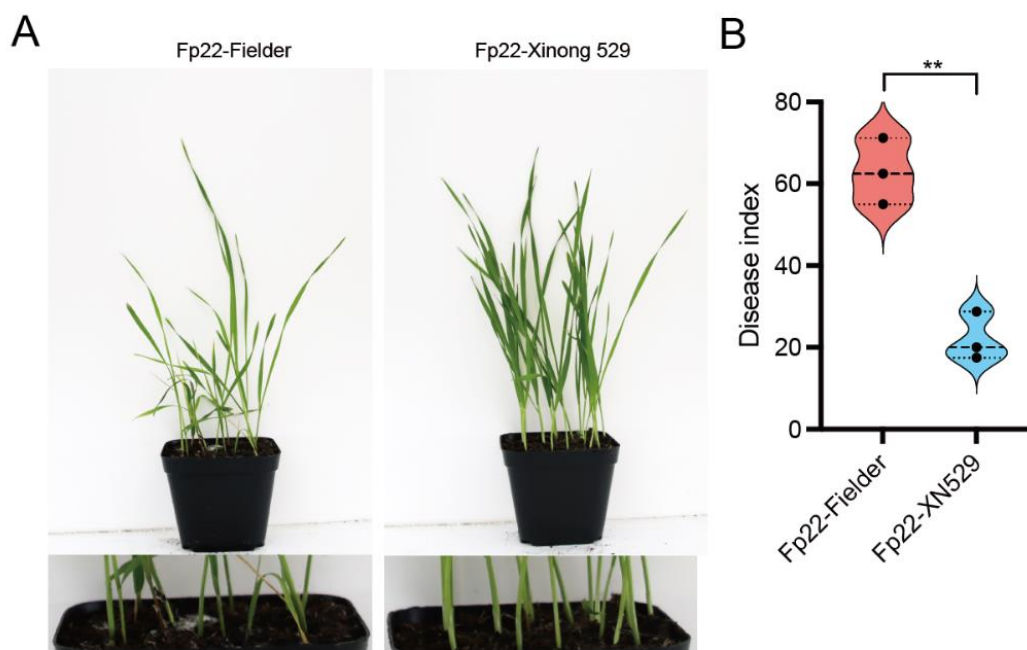 A
Fp22-Fielder
Fp22-Xinong 529
B
**
Disease index
80
60
40
20
0
Fp22-Fielder
Fp22-XN529